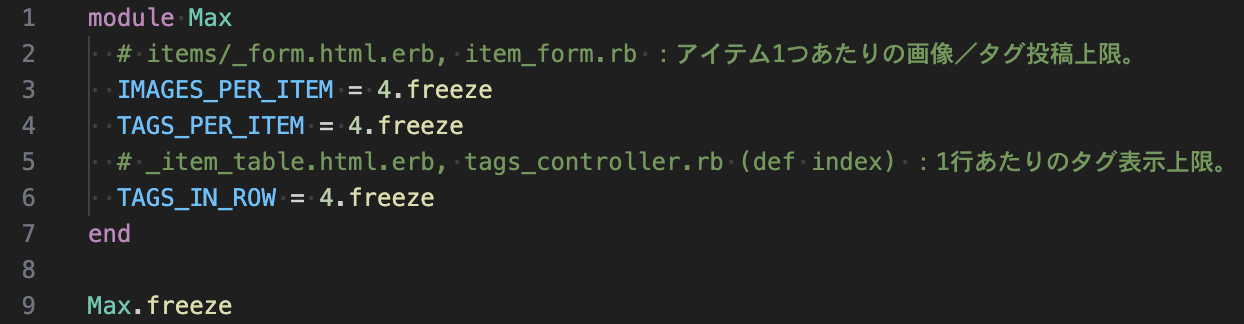 1 module Max
2 # items/_form.html.erb, item_form.rb ：アイテム1つあたりの画像／タグ投稿上限。
3 IMAGES_PER_ITEM = 4.freeze
4 TAGS_PER_ITEM = 4.freeze
5 # _item_table.html.erb, tags_controller.rb (def index) ：1行あたりのタグ表示上限。
6 TAGS_IN_ROW = 4.freeze
7 end
8
9 Max.freeze